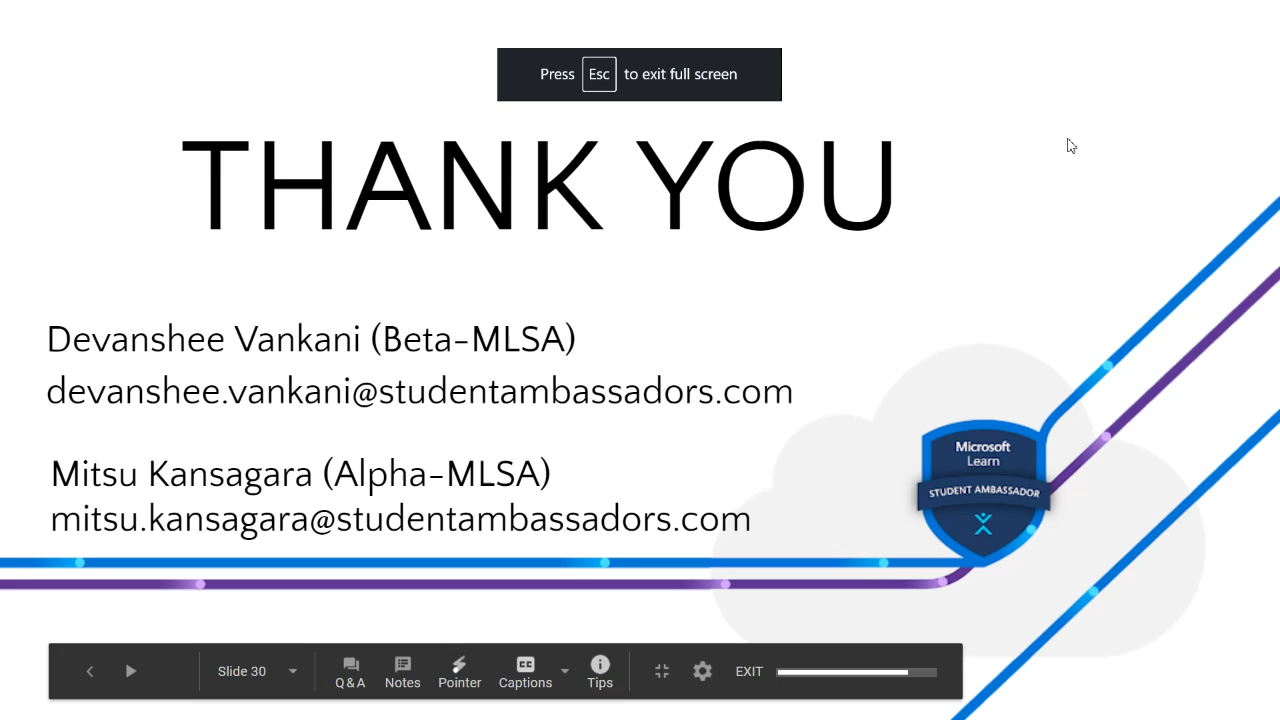 Press Esc to exit full screen
THANK YOU
Devanshee Vankani (Beta-MLSA)
devanshee.vankani@studentambassadors.com
Mitsu Kansagara (Alpha-MLSA)
mitsu.kansagara@studentambassadors.com
Microsoft
Learn
STUDENT AMBASSADOR
Slide 30
Q&A
Notes
Pointer
CC
Captions
Tips
EXIT